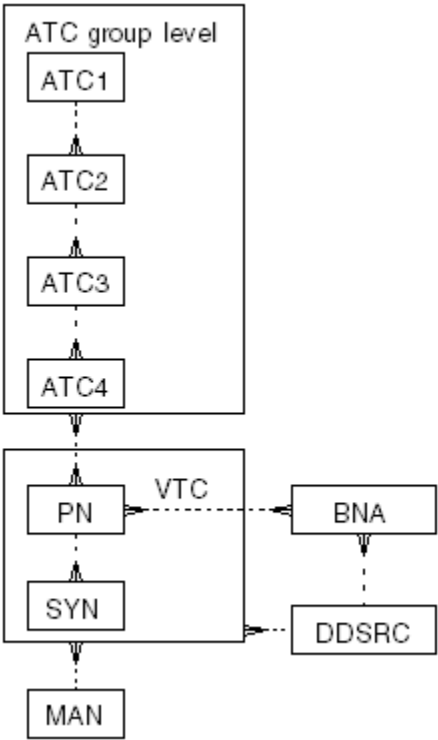 ATC group level
ATC1
ATC2
ATC3
ATC4
VTC
PN
BNA
SYN
DDSRC
MAN